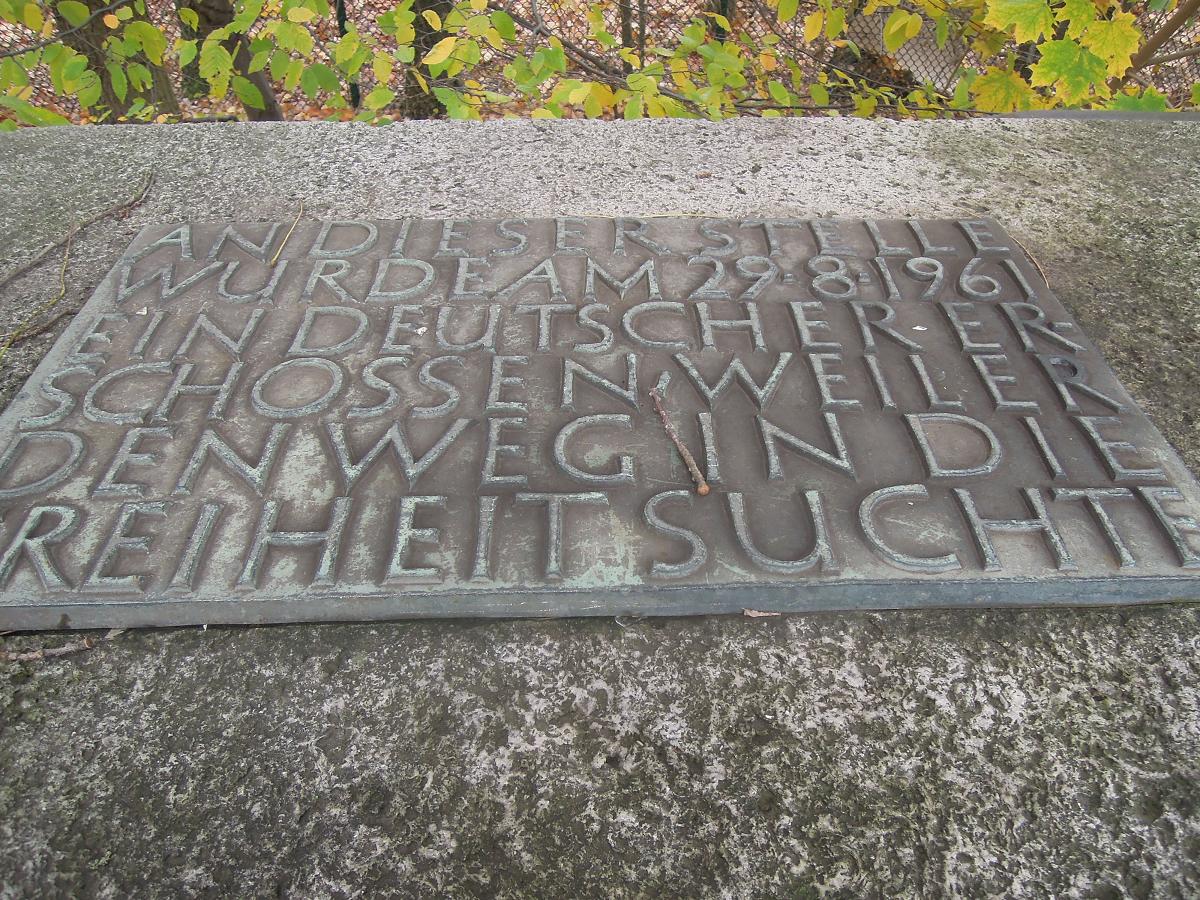 AN DIESER STELLE
WURDE AM 29·8·1961
EIN DEUTSCHER ER-
SCHOSSEN WEIL ER
DEN WEG IN DIE
FREIHEIT SUCHTE